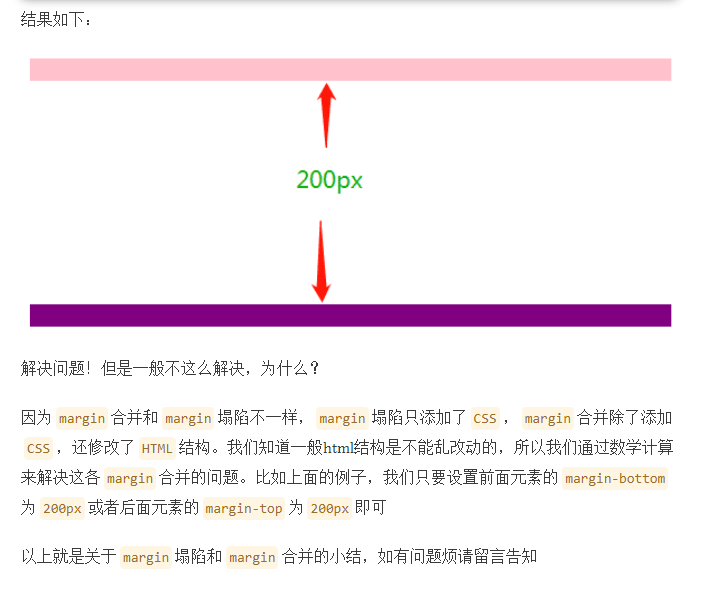 结果如下：
200px
解决问题！但是一般不这么解决，为什么？
因为 margin 合并和 margin 塌陷不一样， margin 塌陷只添加了 CSS ， margin 合并除了添加
CSS ，还修改了 HTML 结构。我们知道一般html结构是不能乱改动的，所以我们通过数学计算
来解决这各 margin 合并的问题。比如上面的例子，我们只要设置前面元素的 margin-bottom
为 200px 或者后面元素的 margin-top 为 200px 即可
以上就是关于 margin 塌陷和 margin 合并的小结，如有问题烦请留言告知